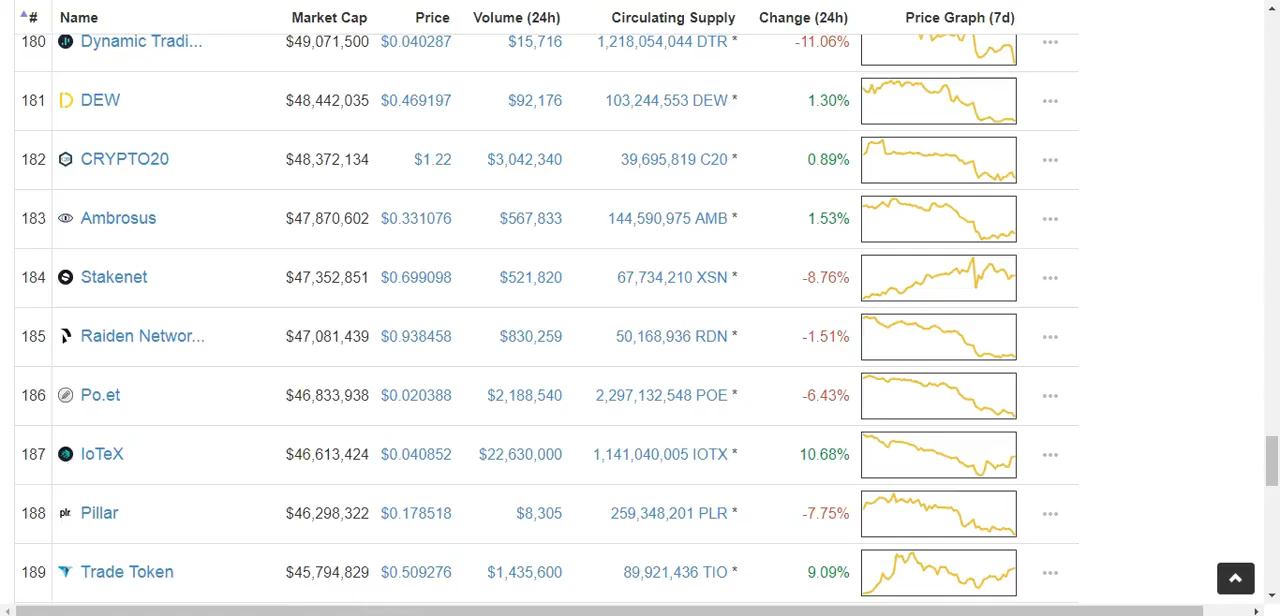 # Name Market Cap Price Volume (24h) Circulating Supply Change (24h) Price Graph (7d)
180 Dynamic Tradi... $49,071,500 $0.040287 $15,716 1,218,054,044 DTR * -11.06%
181 DEW $48,442,035 $0.469197 $92,176 103,244,553 DEW * 1.30%
182 CRYPTO20 $48,372,134 $1.22 $3,042,340 39,695,819 C20 * 0.89%
183 Ambrosus $47,870,602 $0.331076 $567,833 144,590,975 AMB * 1.53%
184 Stakenet $47,352,851 $0.699098 $521,820 67,734,210 XSN * -8.76%
185 Raiden Networ... $47,081,439 $0.938458 $830,259 50,168,936 RDN * -1.51%
186 Po.et $46,833,938 $0.020388 $2,188,540 2,297,132,548 POE * -6.43%
187 IoTeX $46,613,424 $0.040852 $22,630,000 1,141,040,005 IOTX * 10.68%
188 plr Pillar $46,298,322 $0.178518 $8,305 259,348,201 PLR * -7.75%
189 Trade Token $45,794,829 $0.509276 $1,435,600 89,921,436 TIO * 9.09%